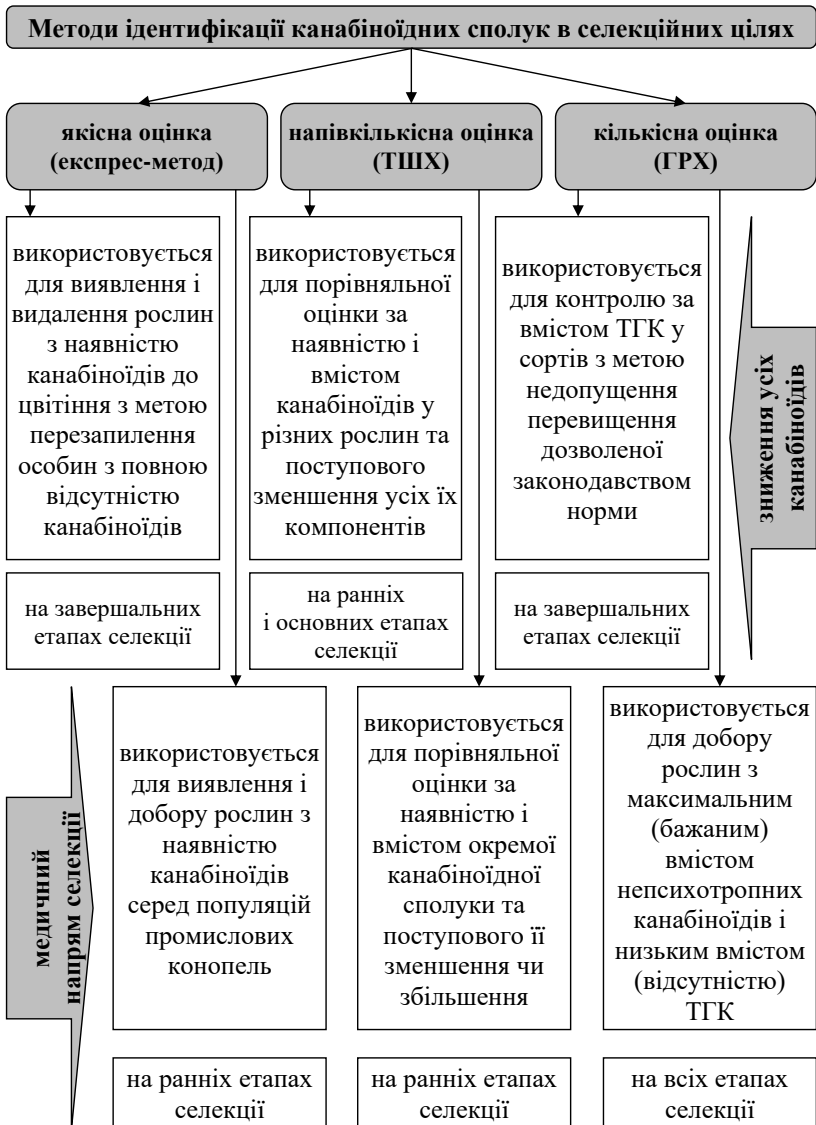 Методи ідентифікації канабіноїдних сполук в селекційних цілях
якісна оцінка
(експрес-метод)
напівкількісна оцінка
(ТШХ)
кількісна оцінка
(ГРХ)
використовується
для виявлення і
видалення рослин
з наявністю
канабіноїдів до
цвітіння з метою
перезапилення
особин з повною
відсутністю
канабіноїдів
використовується
для порівняльної
оцінки за
наявністю і
вмістом
канабіноїдів у
різних рослин та
поступового
зменшення усіх їх
компонентів
використовується
для контролю за
вмістом ТГК у
сортів з метою
недопущення
перевищення
дозволеної
законодавством
норми
зниження усіх
канабіноїдів
на завершальних
етапах селекції
на ранніх
і основних етапах
селекції
на завершальних
етапах селекції
медичний
напрям селекції
використовується
для виявлення і
добору рослин з
наявністю
канабіноїдів
серед популяцій
промислових
конопель
використовується
для порівняльної
оцінки за
наявністю і
вмістом окремої
канабіноїдної
сполуки та
поступового її
зменшення чи
збільшення
використовується
для добору
рослин з
максимальним
(бажаним)
вмістом
непсихотропних
канабіноїдів і
низьким вмістом
(відсутністю)
ТГК
на ранніх етапах
селекції
на ранніх етапах
селекції
на всіх етапах
селекції